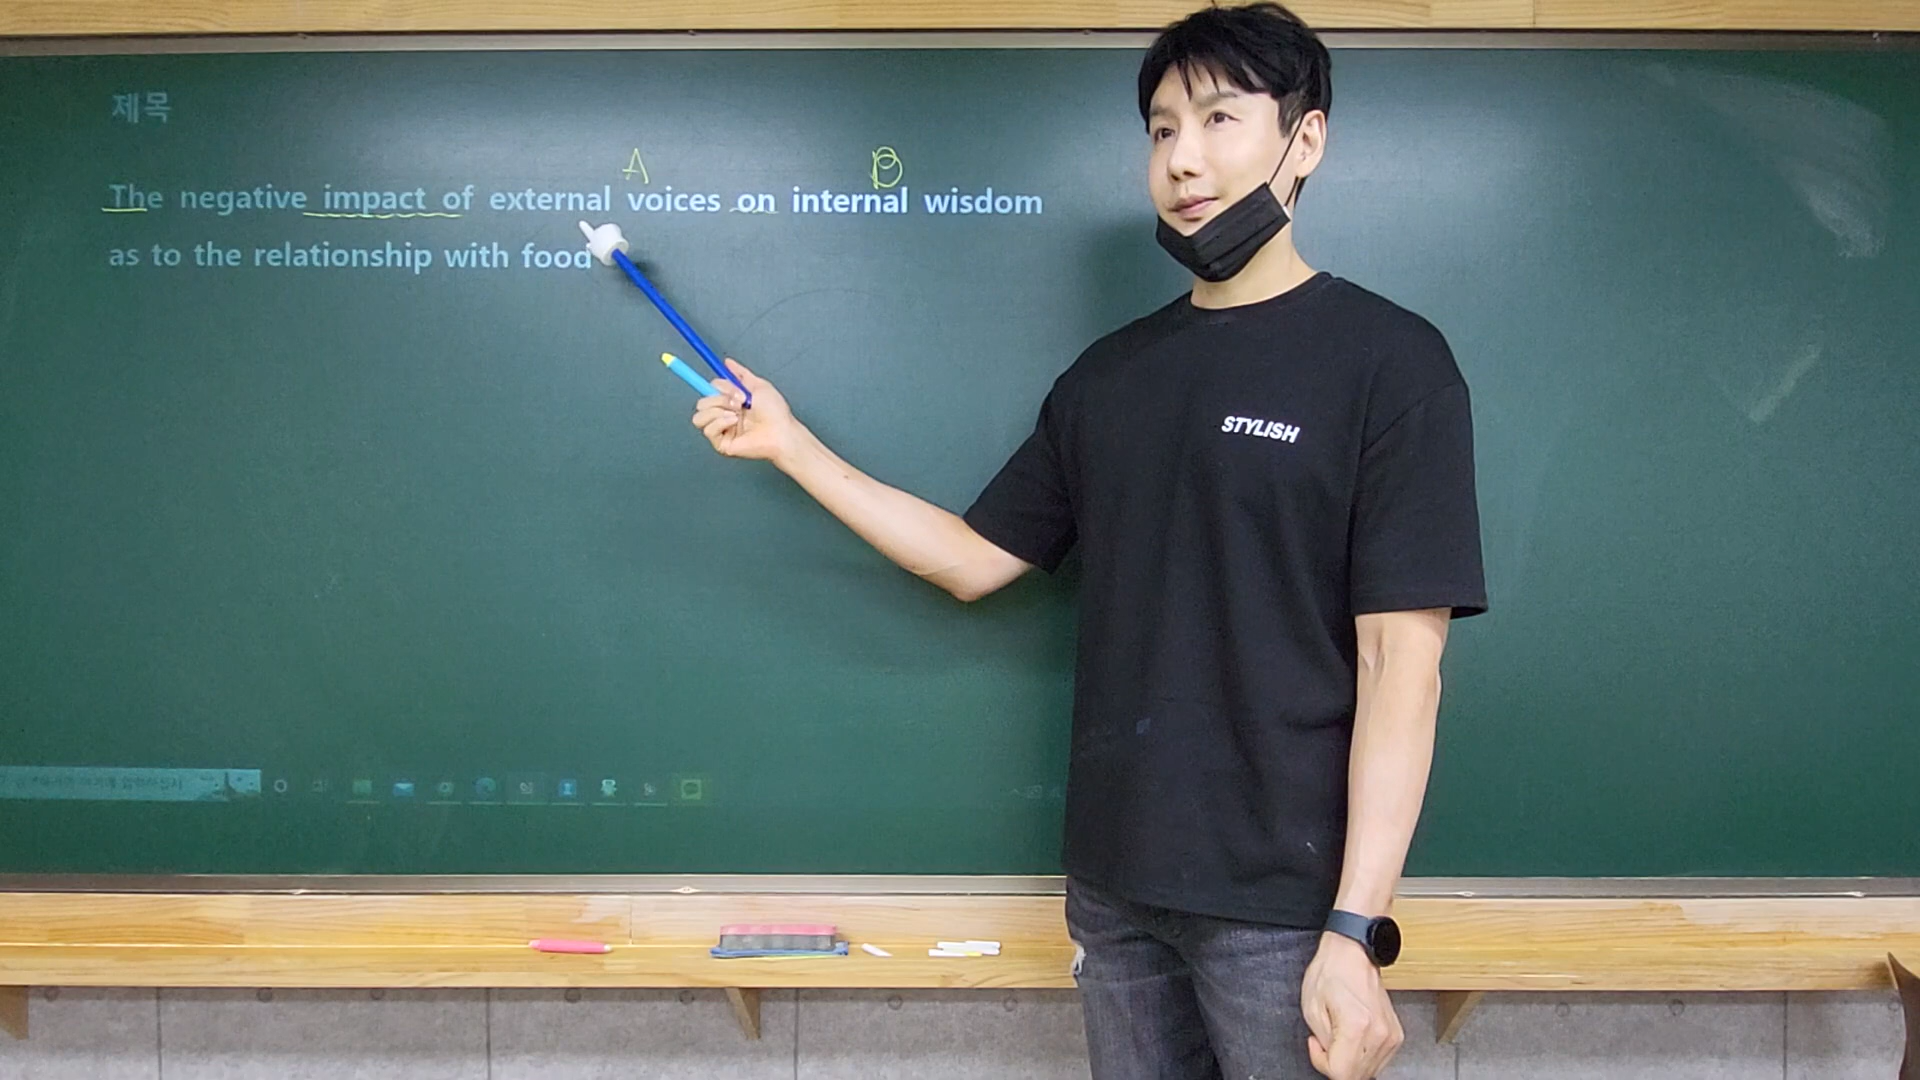 제목
A B
The negative impact of external voices on internal wisdom
as to the relationship with food
STYLISH